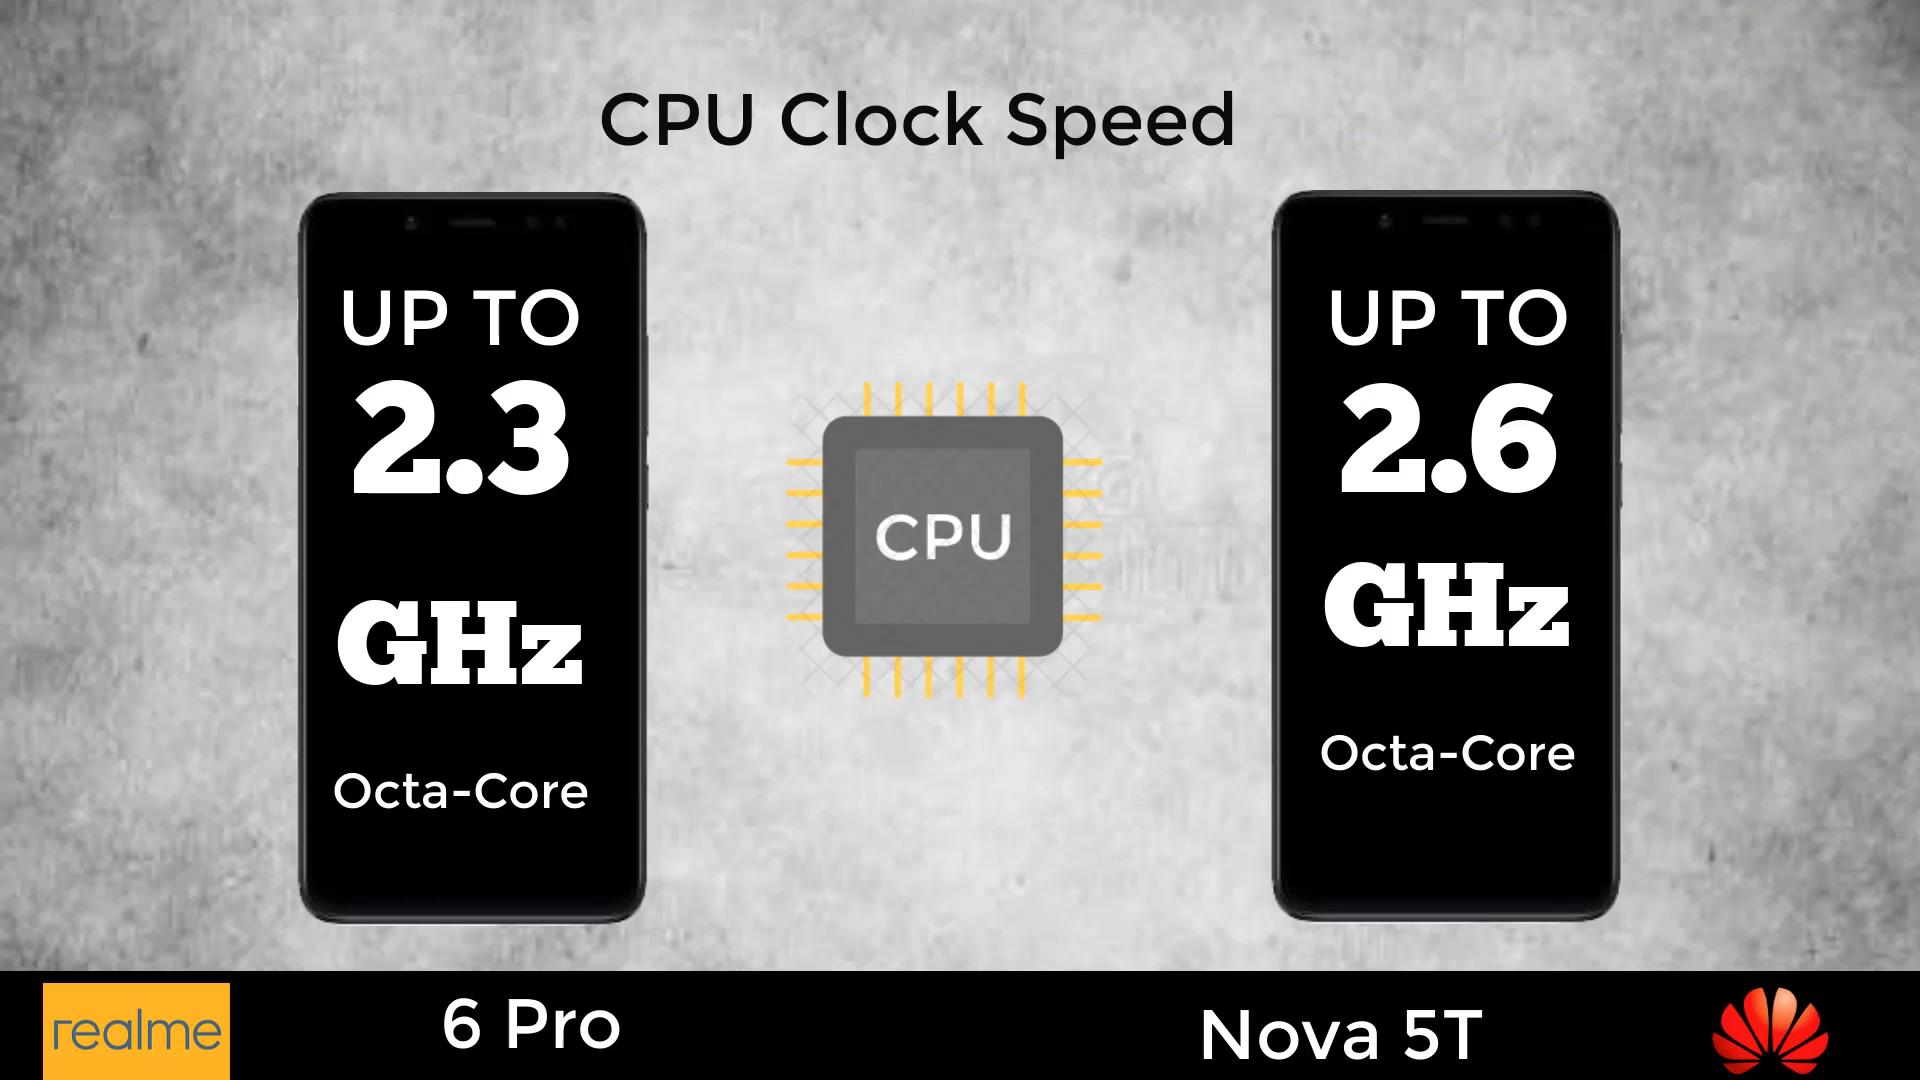 CPU Clock Speed
UP TO
2.3
GHz
Octa-Core
CPU
UP TO
2.6
GHz
Octa-Core
realme
6 Pro
Nova 5T